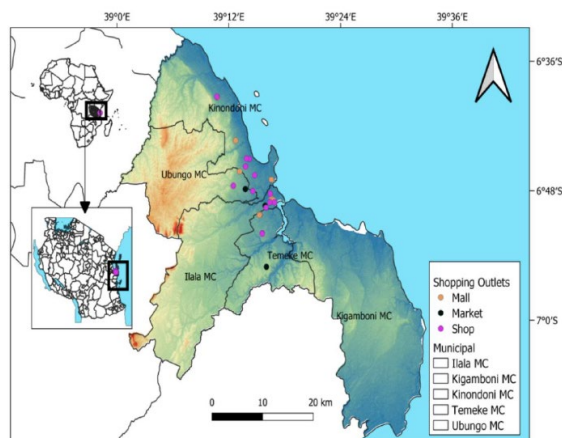 39°0'E 39°12'E 39°24'E 39°36'E
6°36'S
Kinondoni MC
Ubungo MC
6°48'S
Temeke MC
Ilala MC
Kigamboni MC
7°0'S
Shopping Outlets
Mall
Market
Shop
Municipal
Ilala MC
Kigamboni MC
Kinondoni MC
Temeke MC
Ubungo MC
0 10 20 km